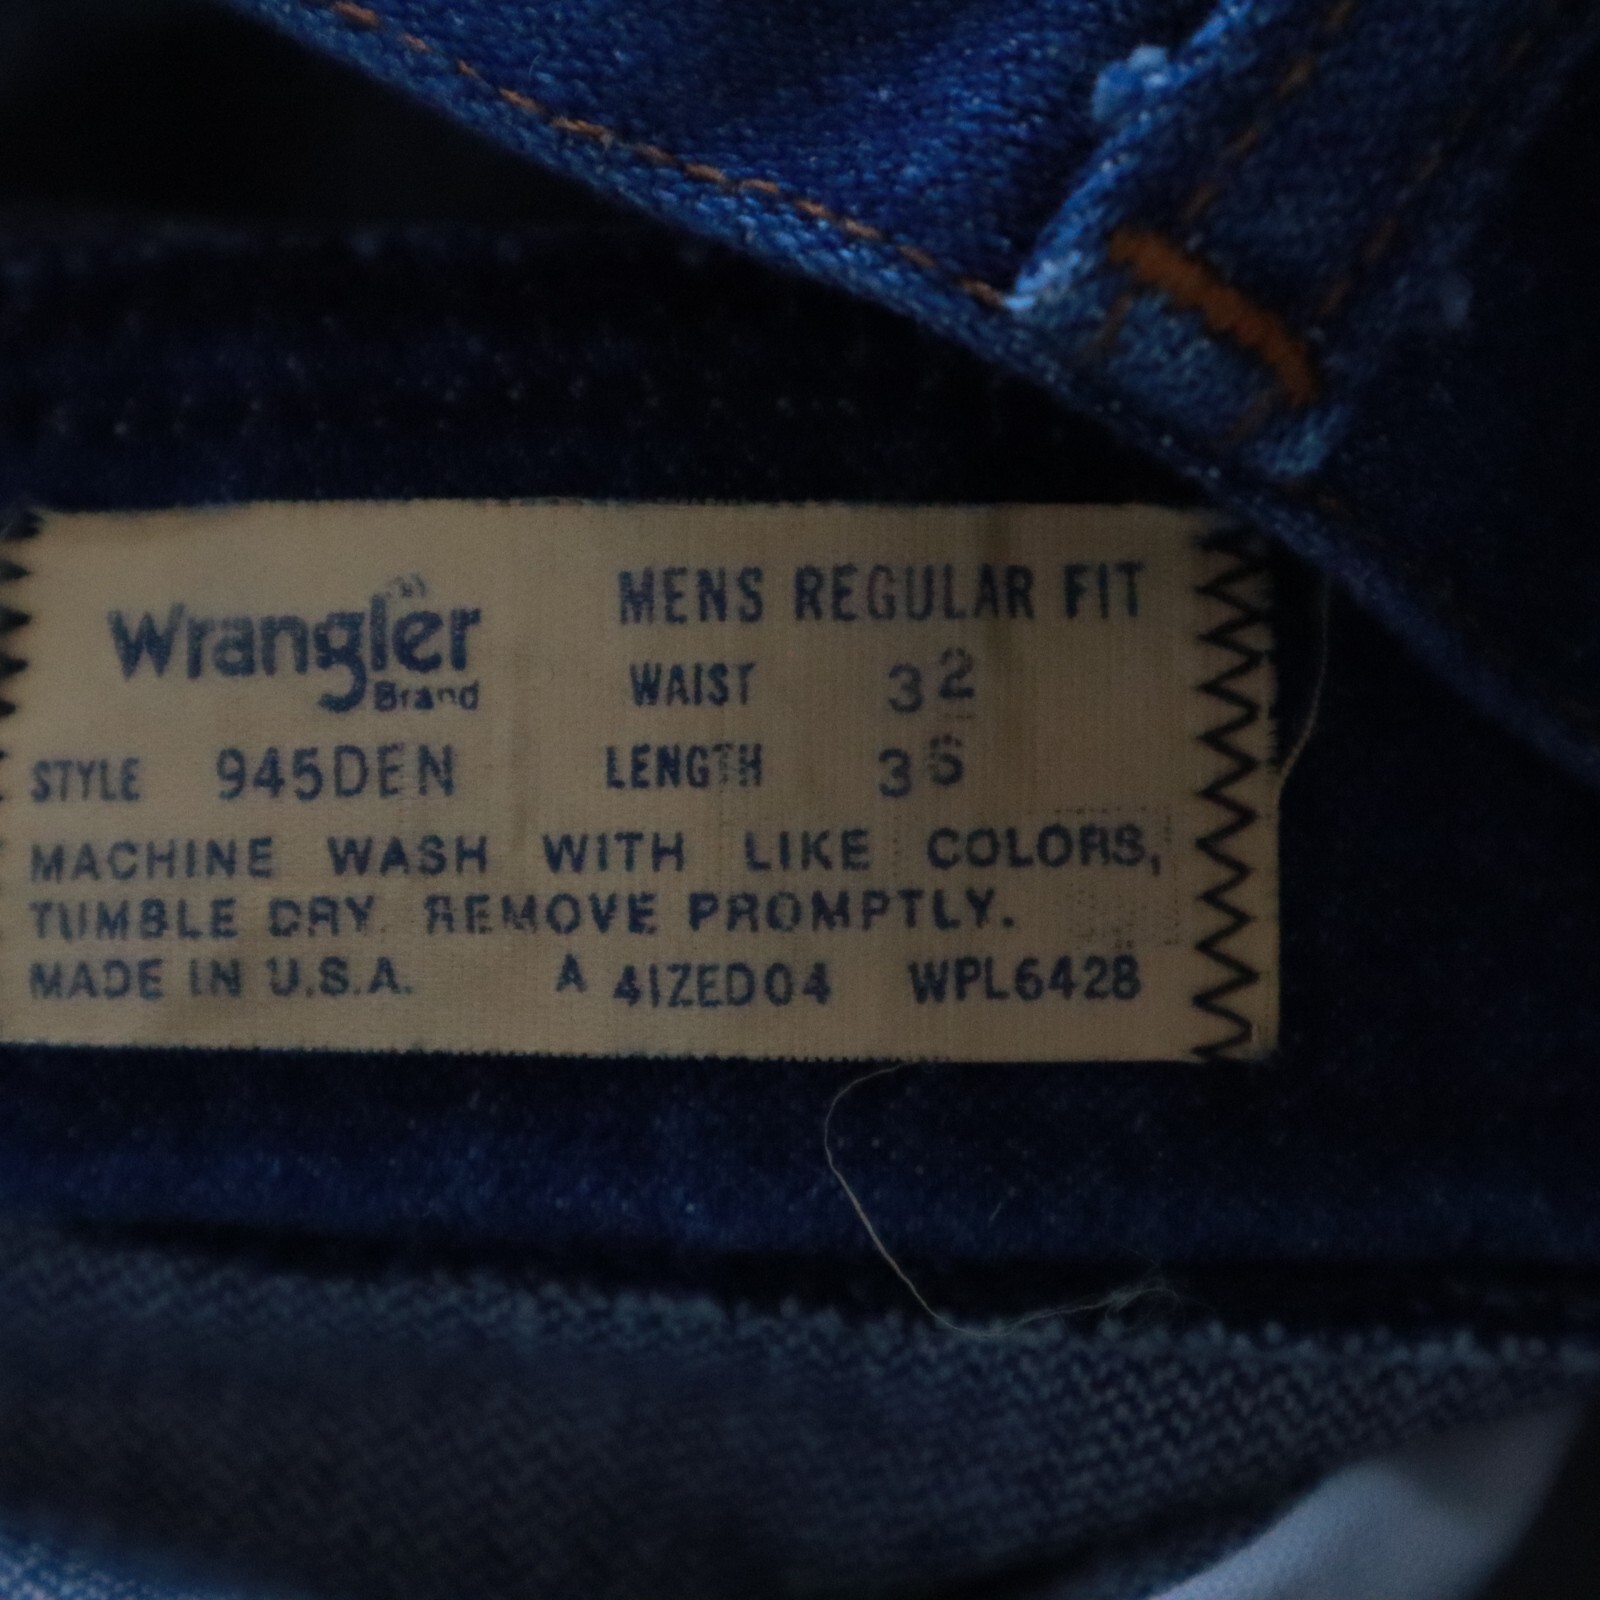 Wrangler ®
Brand
MENS REGULAR FIT
WAIST 32
LENGTH 36
STYLE 945DEN
MACHINE WASH WITH LIKE COLORS,
TUMBLE DRY. REMOVE PROMPTLY.
MADE IN U.S.A. A 41ZED04 WPL6428